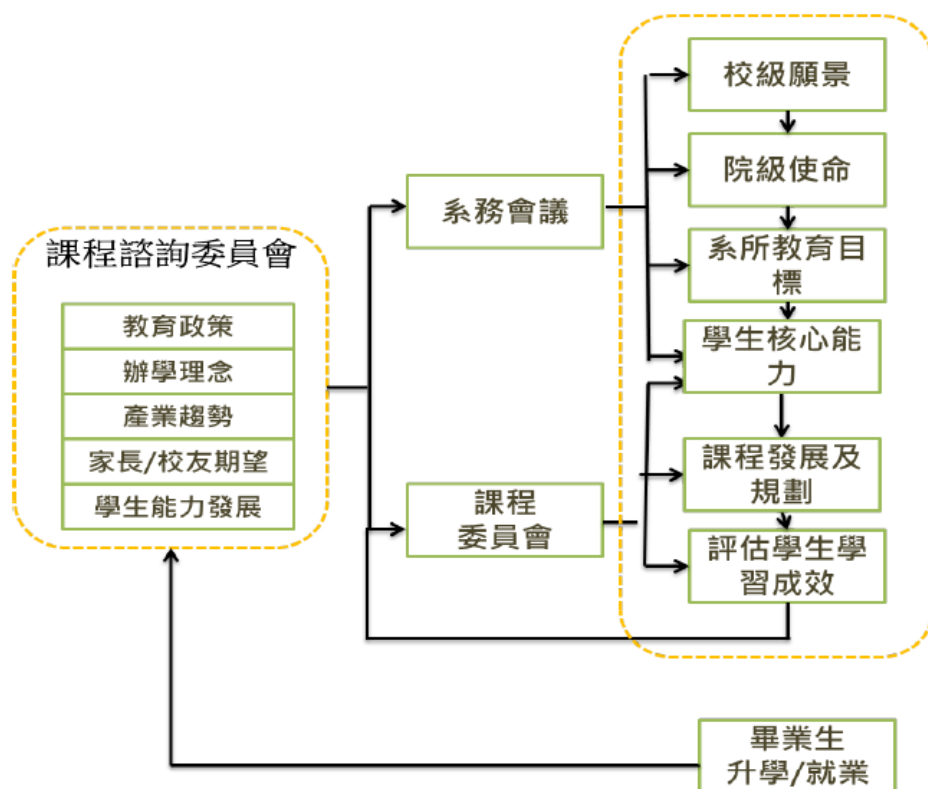 課程諮詢委員會
教育政策
辦學理念
產業趨勢
家長/校友期望
學生能力發展
系務會議
課程
委員會
校級願景
院級使命
系所教育目
標
學生核心能
力
課程發展及
規劃
評估學生學
習成效
畢業生
升學/就業